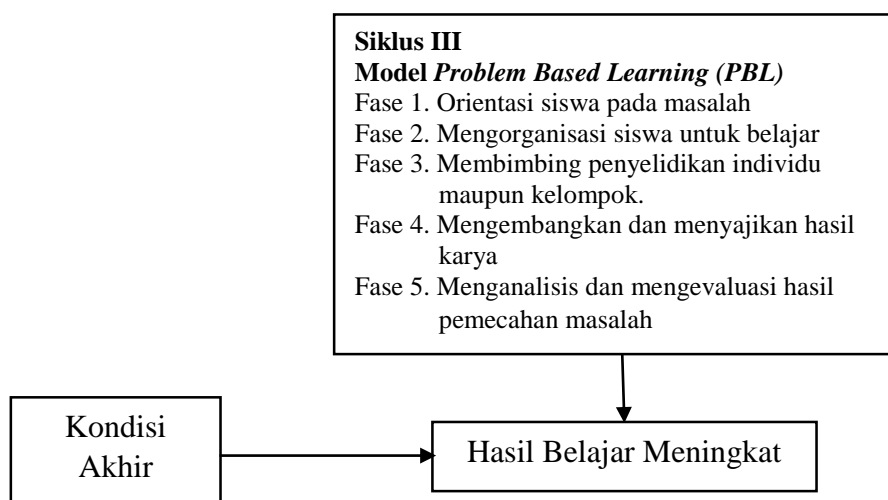 Siklus III
Model Problem Based Learning (PBL)
Fase 1. Orientasi siswa pada masalah
Fase 2. Mengorganisasi siswa untuk belajar
Fase 3. Membimbing penyelidikan individu
maupun kelompok.
Fase 4. Mengembangkan dan menyajikan hasil
karya
Fase 5. Menganalisis dan mengevaluasi hasil
pemecahan masalah
Kondisi
Akhir
Hasil Belajar Meningkat